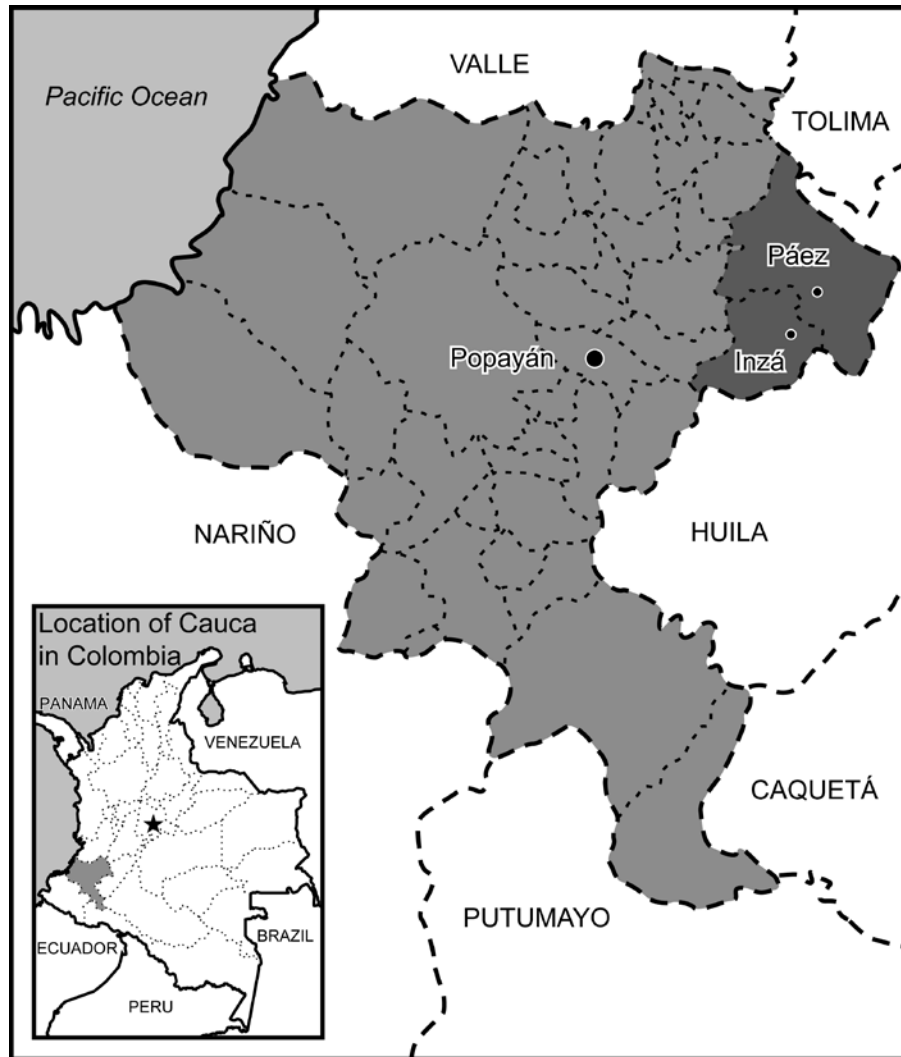 VALLE
Pacific Ocean
TOLIMA
Páez
Popayán
Inzá
NARIÑO
HUILA
Location of Cauca
in Colombia
PANAMA
VENEZUELA
CAQUETÁ
PUTUMAYO
BRAZIL
ECUADOR
PERU